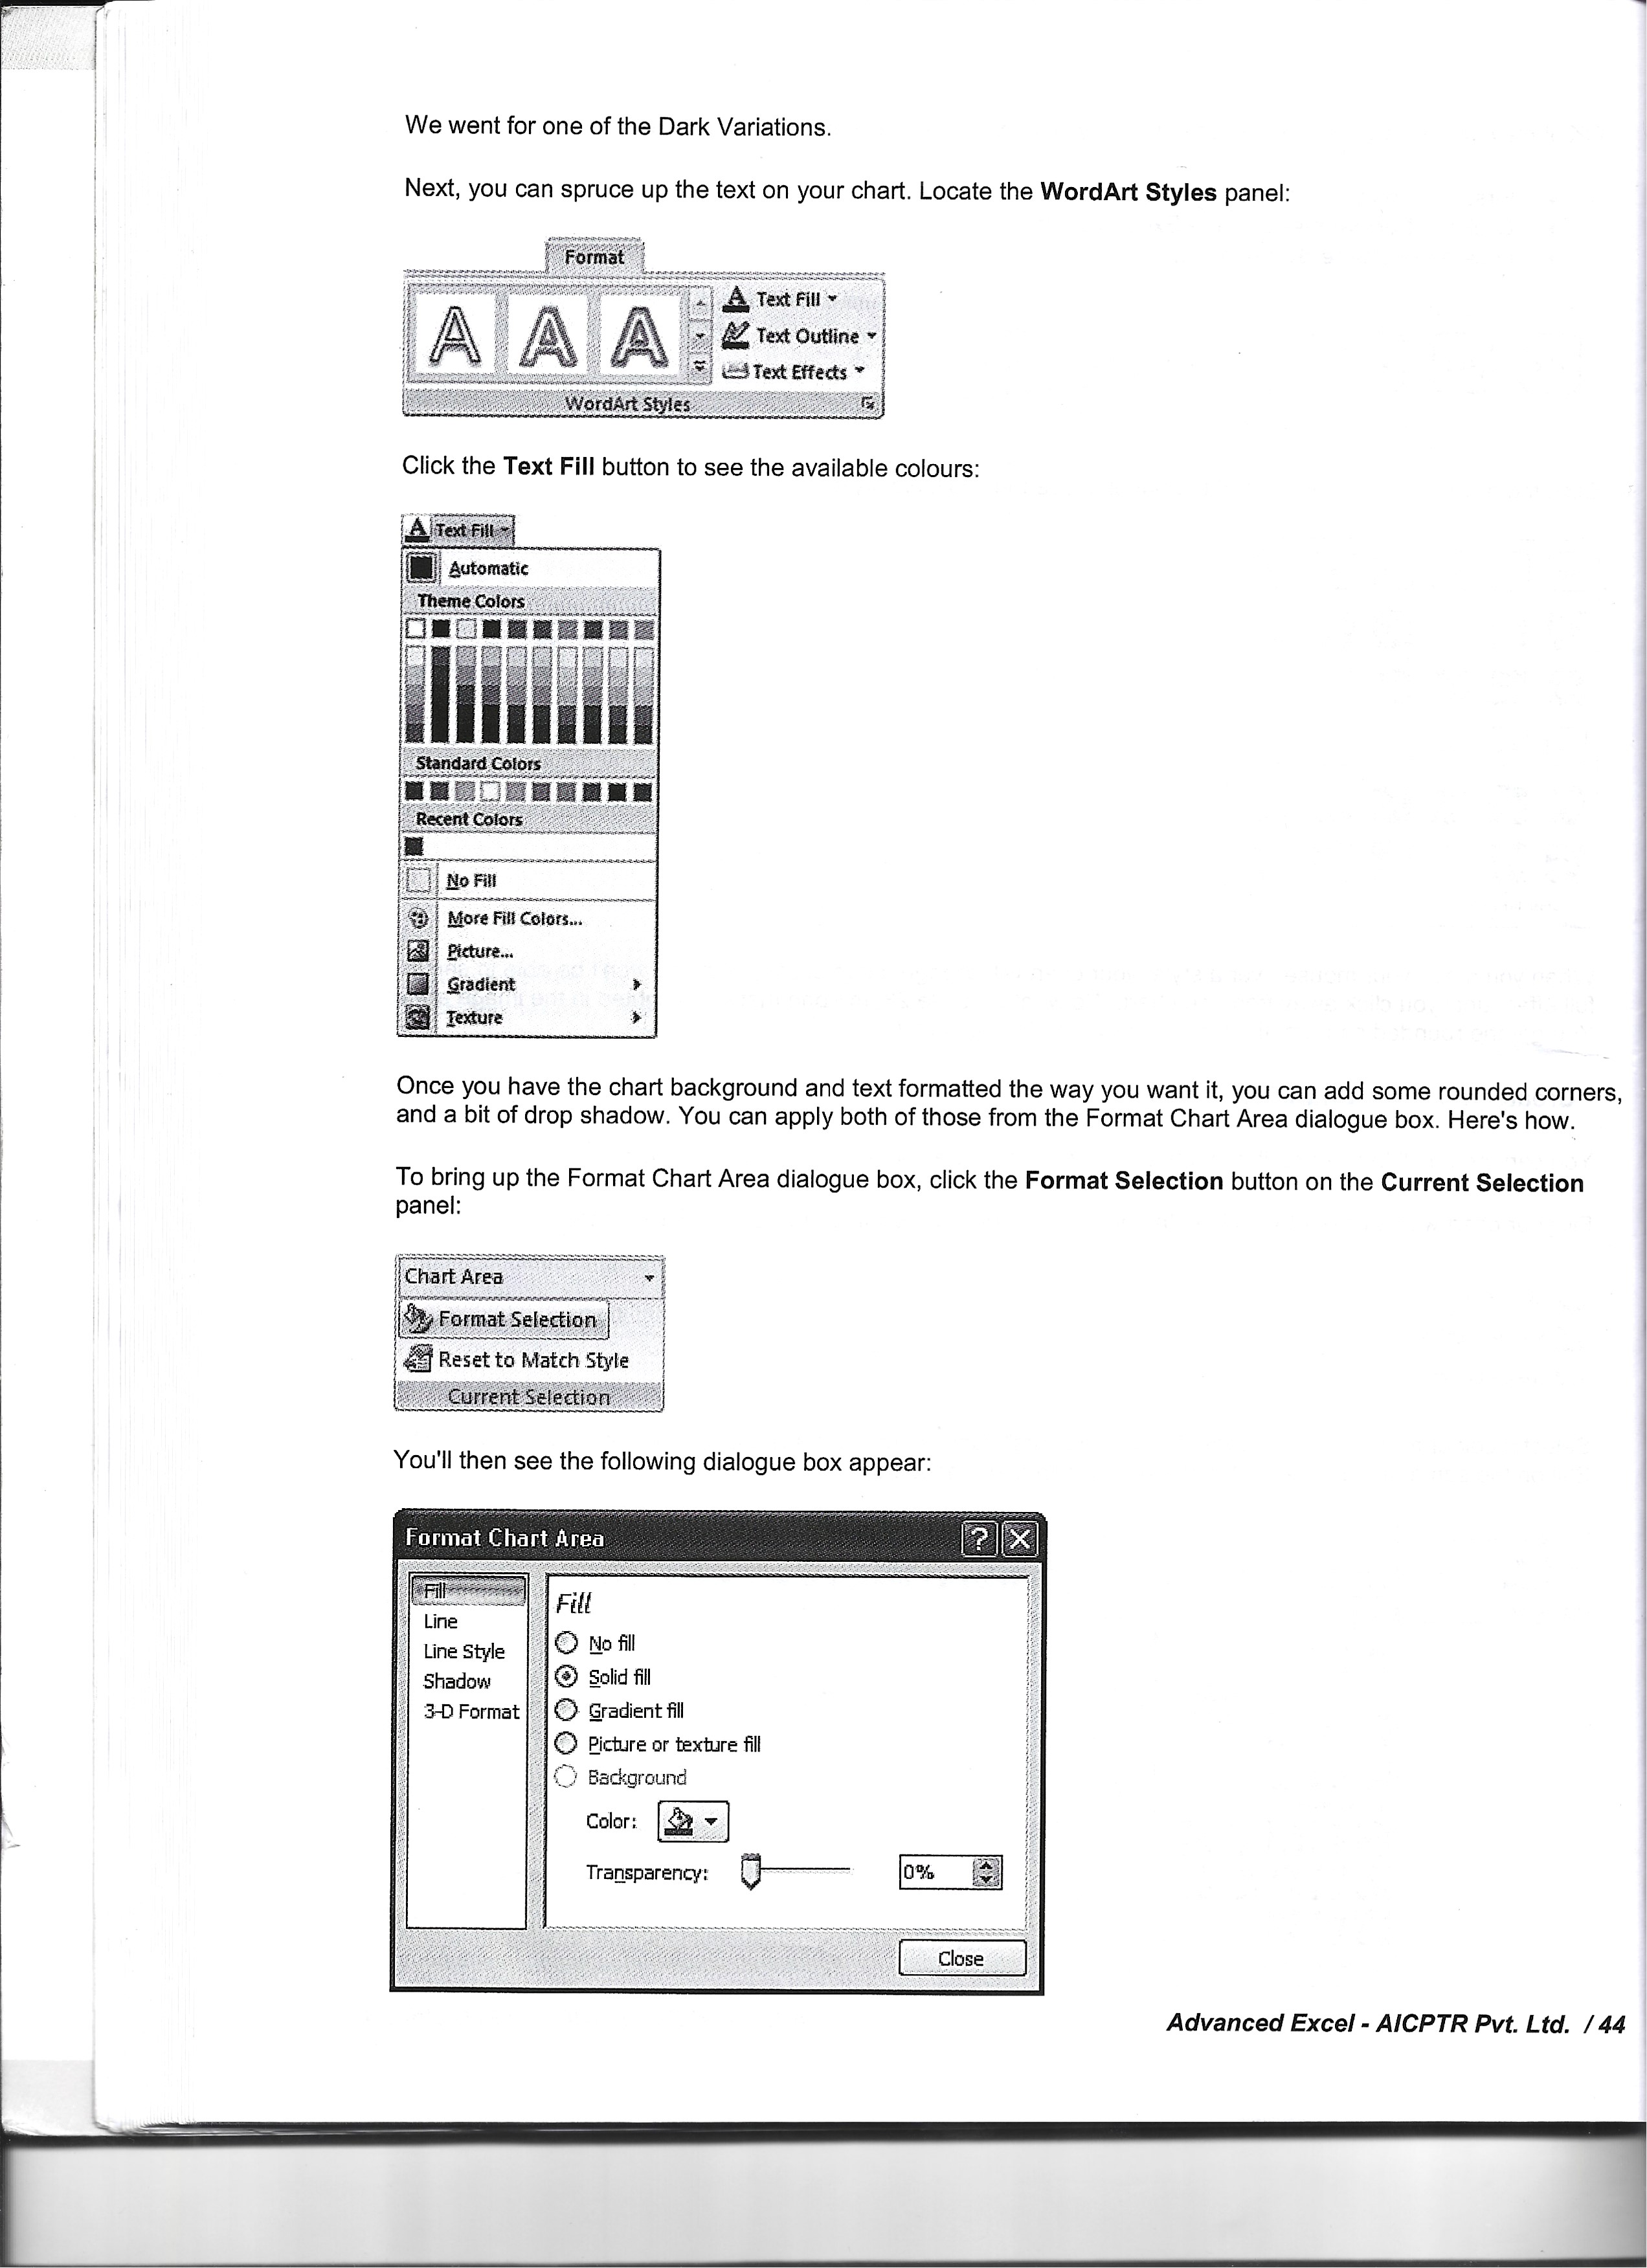 We went for one of the Dark Variations.
Next, you can spruce up the text on your chart. Locate the WordArt Styles panel:
Format
A A A
A Text Fill
Text Outline
Text Effects
WordArt Styles
Click the Text Fill button to see the available colours:
A Text Fill
Automatic
Theme Colors
Standard Colors
Recent Colors
No Fill
More Fill Colors...
Picture...
Gradient
Texture
Once you have the chart background and text formatted the way you want it, you can add some rounded corners,
and a bit of drop shadow. You can apply both of those from the Format Chart Area dialogue box. Here's how.
To bring up the Format Chart Area dialogue box, click the Format Selection button on the Current Selection
panel:
Chart Area
Format Selection
Reset to Match Style
Current Selection
You'll then see the following dialogue box appear:
Format Chart Area ? X
Fill
Line
Line Style
Shadow
3-D Format
Fill
No fill
Solid fill
Gradient fill
Picture or texture fill
Background
Color:
Transparency: 0%
Close
Advanced Excel - AICPTR Pvt. Ltd. / 44